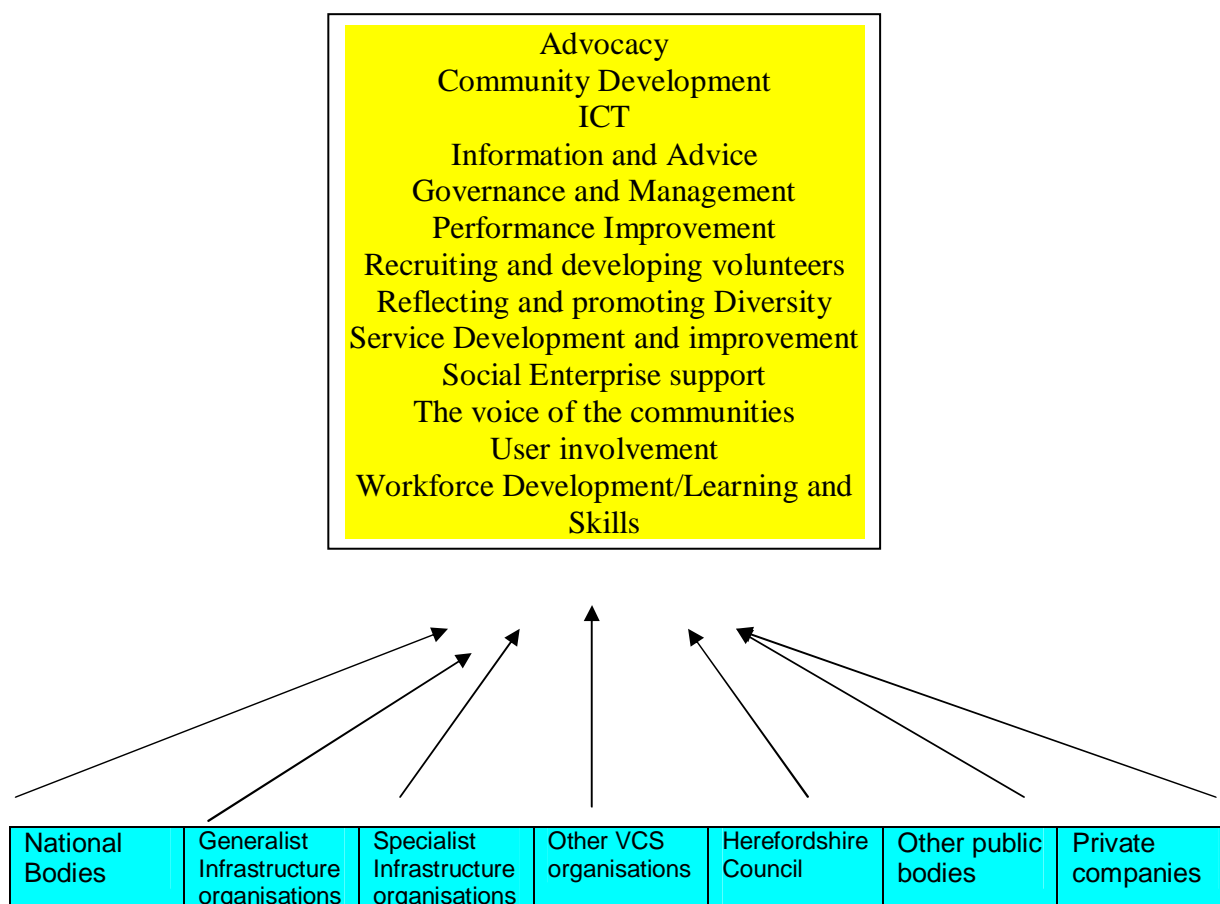 Advocacy
Community Development
ICT
Information and Advice
Governance and Management
Performance Improvement
Recruiting and developing volunteers
Reflecting and promoting Diversity
Service Development and improvement
Social Enterprise support
The voice of the communities
User involvement
Workforce Development/Learning and
Skills
National
Bodies
Generalist
Infrastructure
organisations
Specialist
Infrastructure
organisations
Other VCS
organisations
Herefordshire
Council
Other public
bodies
Private
companies